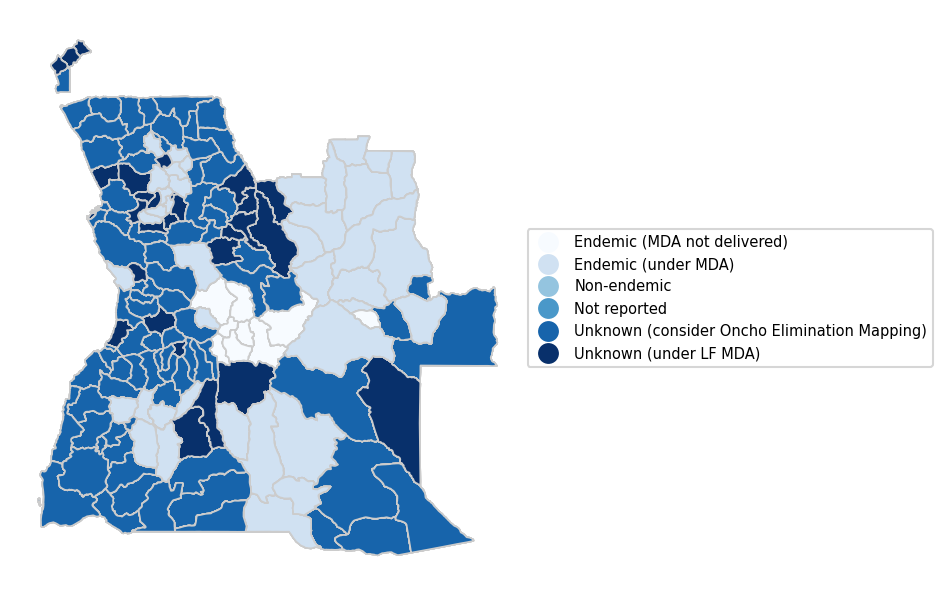 Endemic (MDA not delivered)
Endemic (under MDA)
Non-endemic
Not reported
Unknown (consider Oncho Elimination Mapping)
Unknown (under LF MDA)